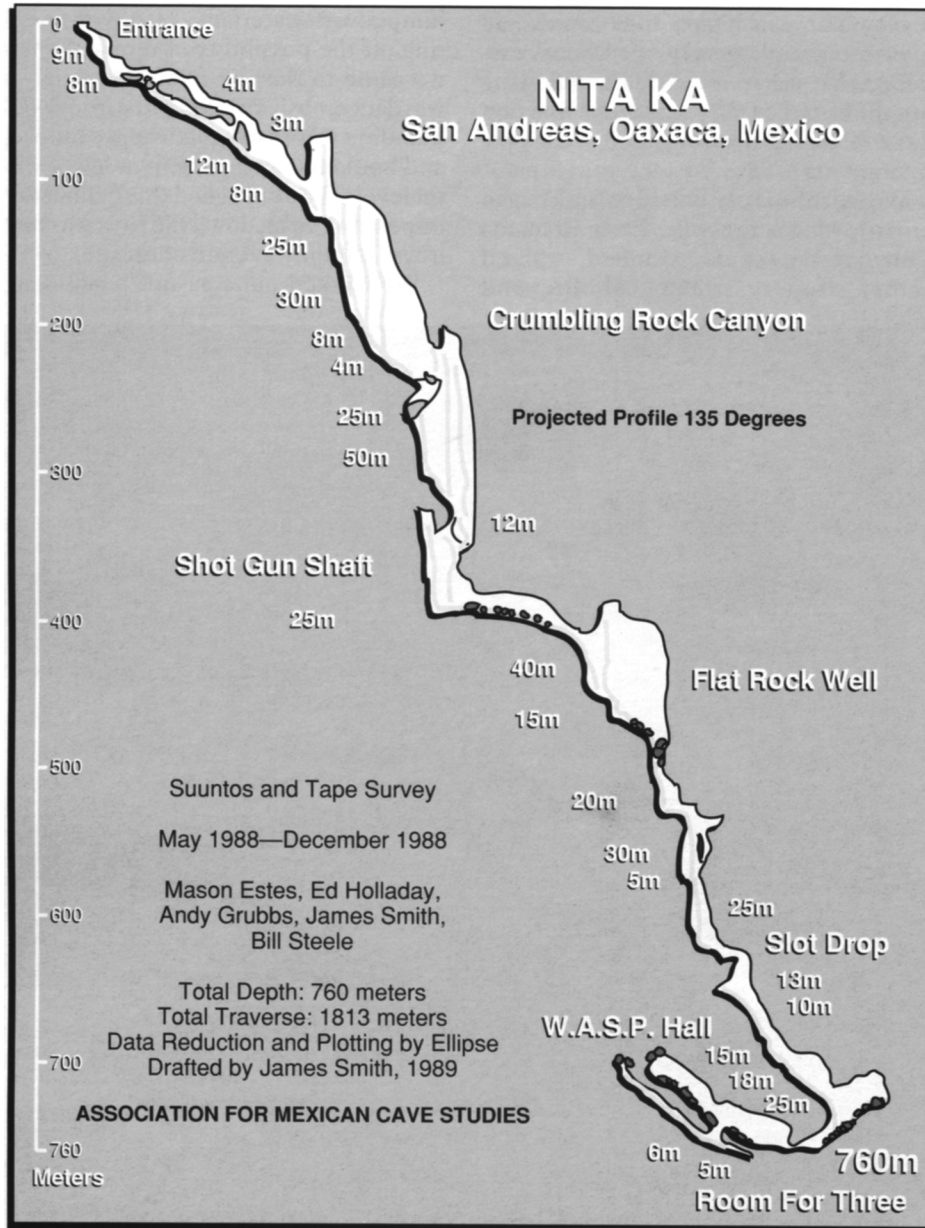 0
Entrance
9m
8m
4m
NITA KA
San Andreas, Oaxaca, Mexico
3m
12m
100
8m
25m
30m
200
Crumbling Rock Canyon
8m
4m
25m
Projected Profile 135 Degrees
50m
300
12m
Shot Gun Shaft
25m
400
40m
Flat Rock Well
15m
500
Suuntos and Tape Survey
20m
May 1988—December 1988
30m
5m
Mason Estes, Ed Holladay,
Andy Grubbs, James Smith,
Bill Steele
25m
600
Slot Drop
13m
10m
Total Depth: 760 meters
Total Traverse: 1813 meters
Data Reduction and Plotting by Ellipse
Drafted by James Smith, 1989
W.A.S.P. Hall
15m
18m
25m
700
ASSOCIATION FOR MEXICAN CAVE STUDIES
760
Meters
6m
5m
760m
Room For Three